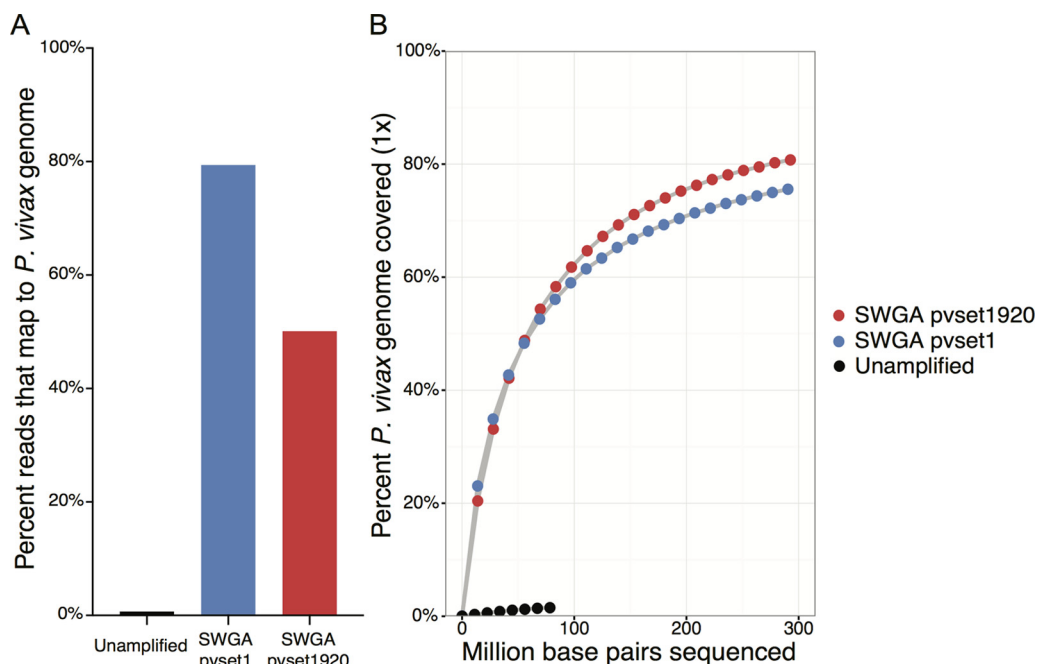 A
Percent reads that map to P. vivax genome
100%
80%
60%
40%
20%
0%
Unamplified
SWGA
pvset1
SWGA
pvset1920
B
Percent P. vivax genome covered (1x)
100%
80%
60%
40%
20%
0%
0
100
200
300
Million base pairs sequenced
SWGA pvset1920
SWGA pvset1
Unamplified